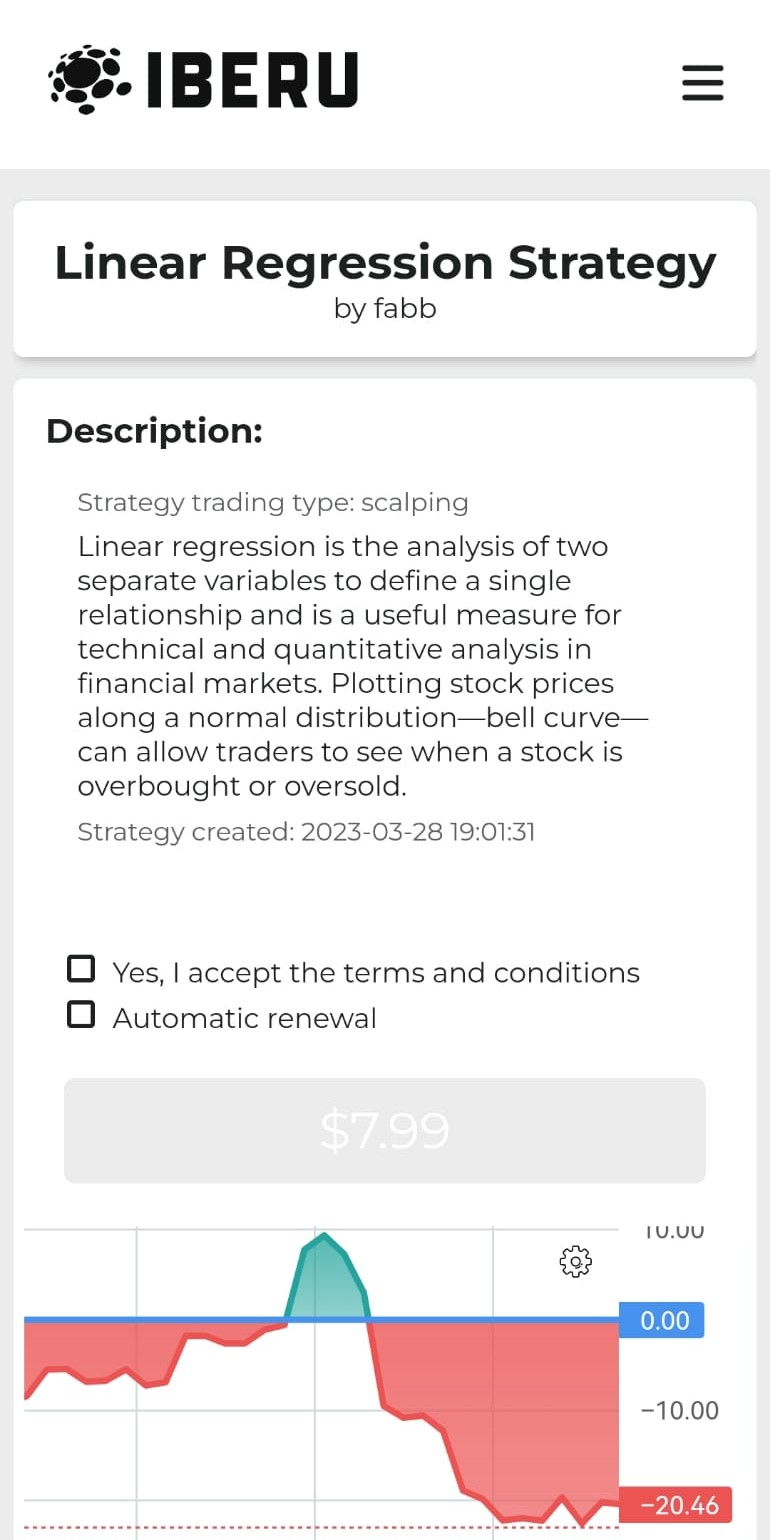 IBERU
Linear Regression Strategy
by fabb
Description:
Strategy trading type: scalping
Linear regression is the analysis of two
separate variables to define a single
relationship and is a useful measure for
technical and quantitative analysis in
financial markets. Plotting stock prices
along a normal distribution—bell curve—
can allow traders to see when a stock is
overbought or oversold.
Strategy created: 2023-03-28 19:01:31
Yes, I accept the terms and conditions
Automatic renewal
$7.99
10.00
0.00
−10.00
−20.46